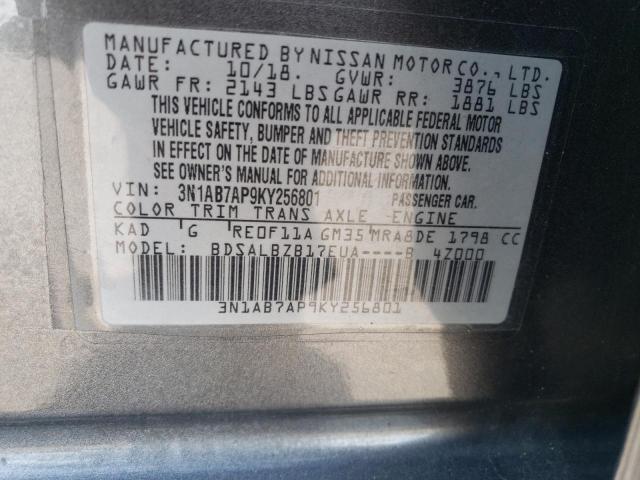 MANUFACTURED BY NISSAN MOTOR CO., LTD.
DATE: 10/18. GVWR: 3876 LBS
GAWR FR: 2143 LBS GAWR RR: 1881 LBS
THIS VEHICLE CONFORMS TO ALL APPLICABLE FEDERAL MOTOR
VEHICLE SAFETY, BUMPER AND THEFT PREVENTION STANDARDS
IN EFFECT ON THE DATE OF MANUFACTURE SHOWN ABOVE.
SEE OWNER'S MANUAL FOR ADDITIONAL INFORMATION.
VIN: 3N1AB7AP9KY256801 PASSENGER CAR.
COLOR TRIM TRANS AXLE ENGINE
KAD G RE0F11A GM35 MRA8DE 1798 CC
MODEL: BDSALBZB17EUA----B 4Z000
3N1AB7AP9KY256801